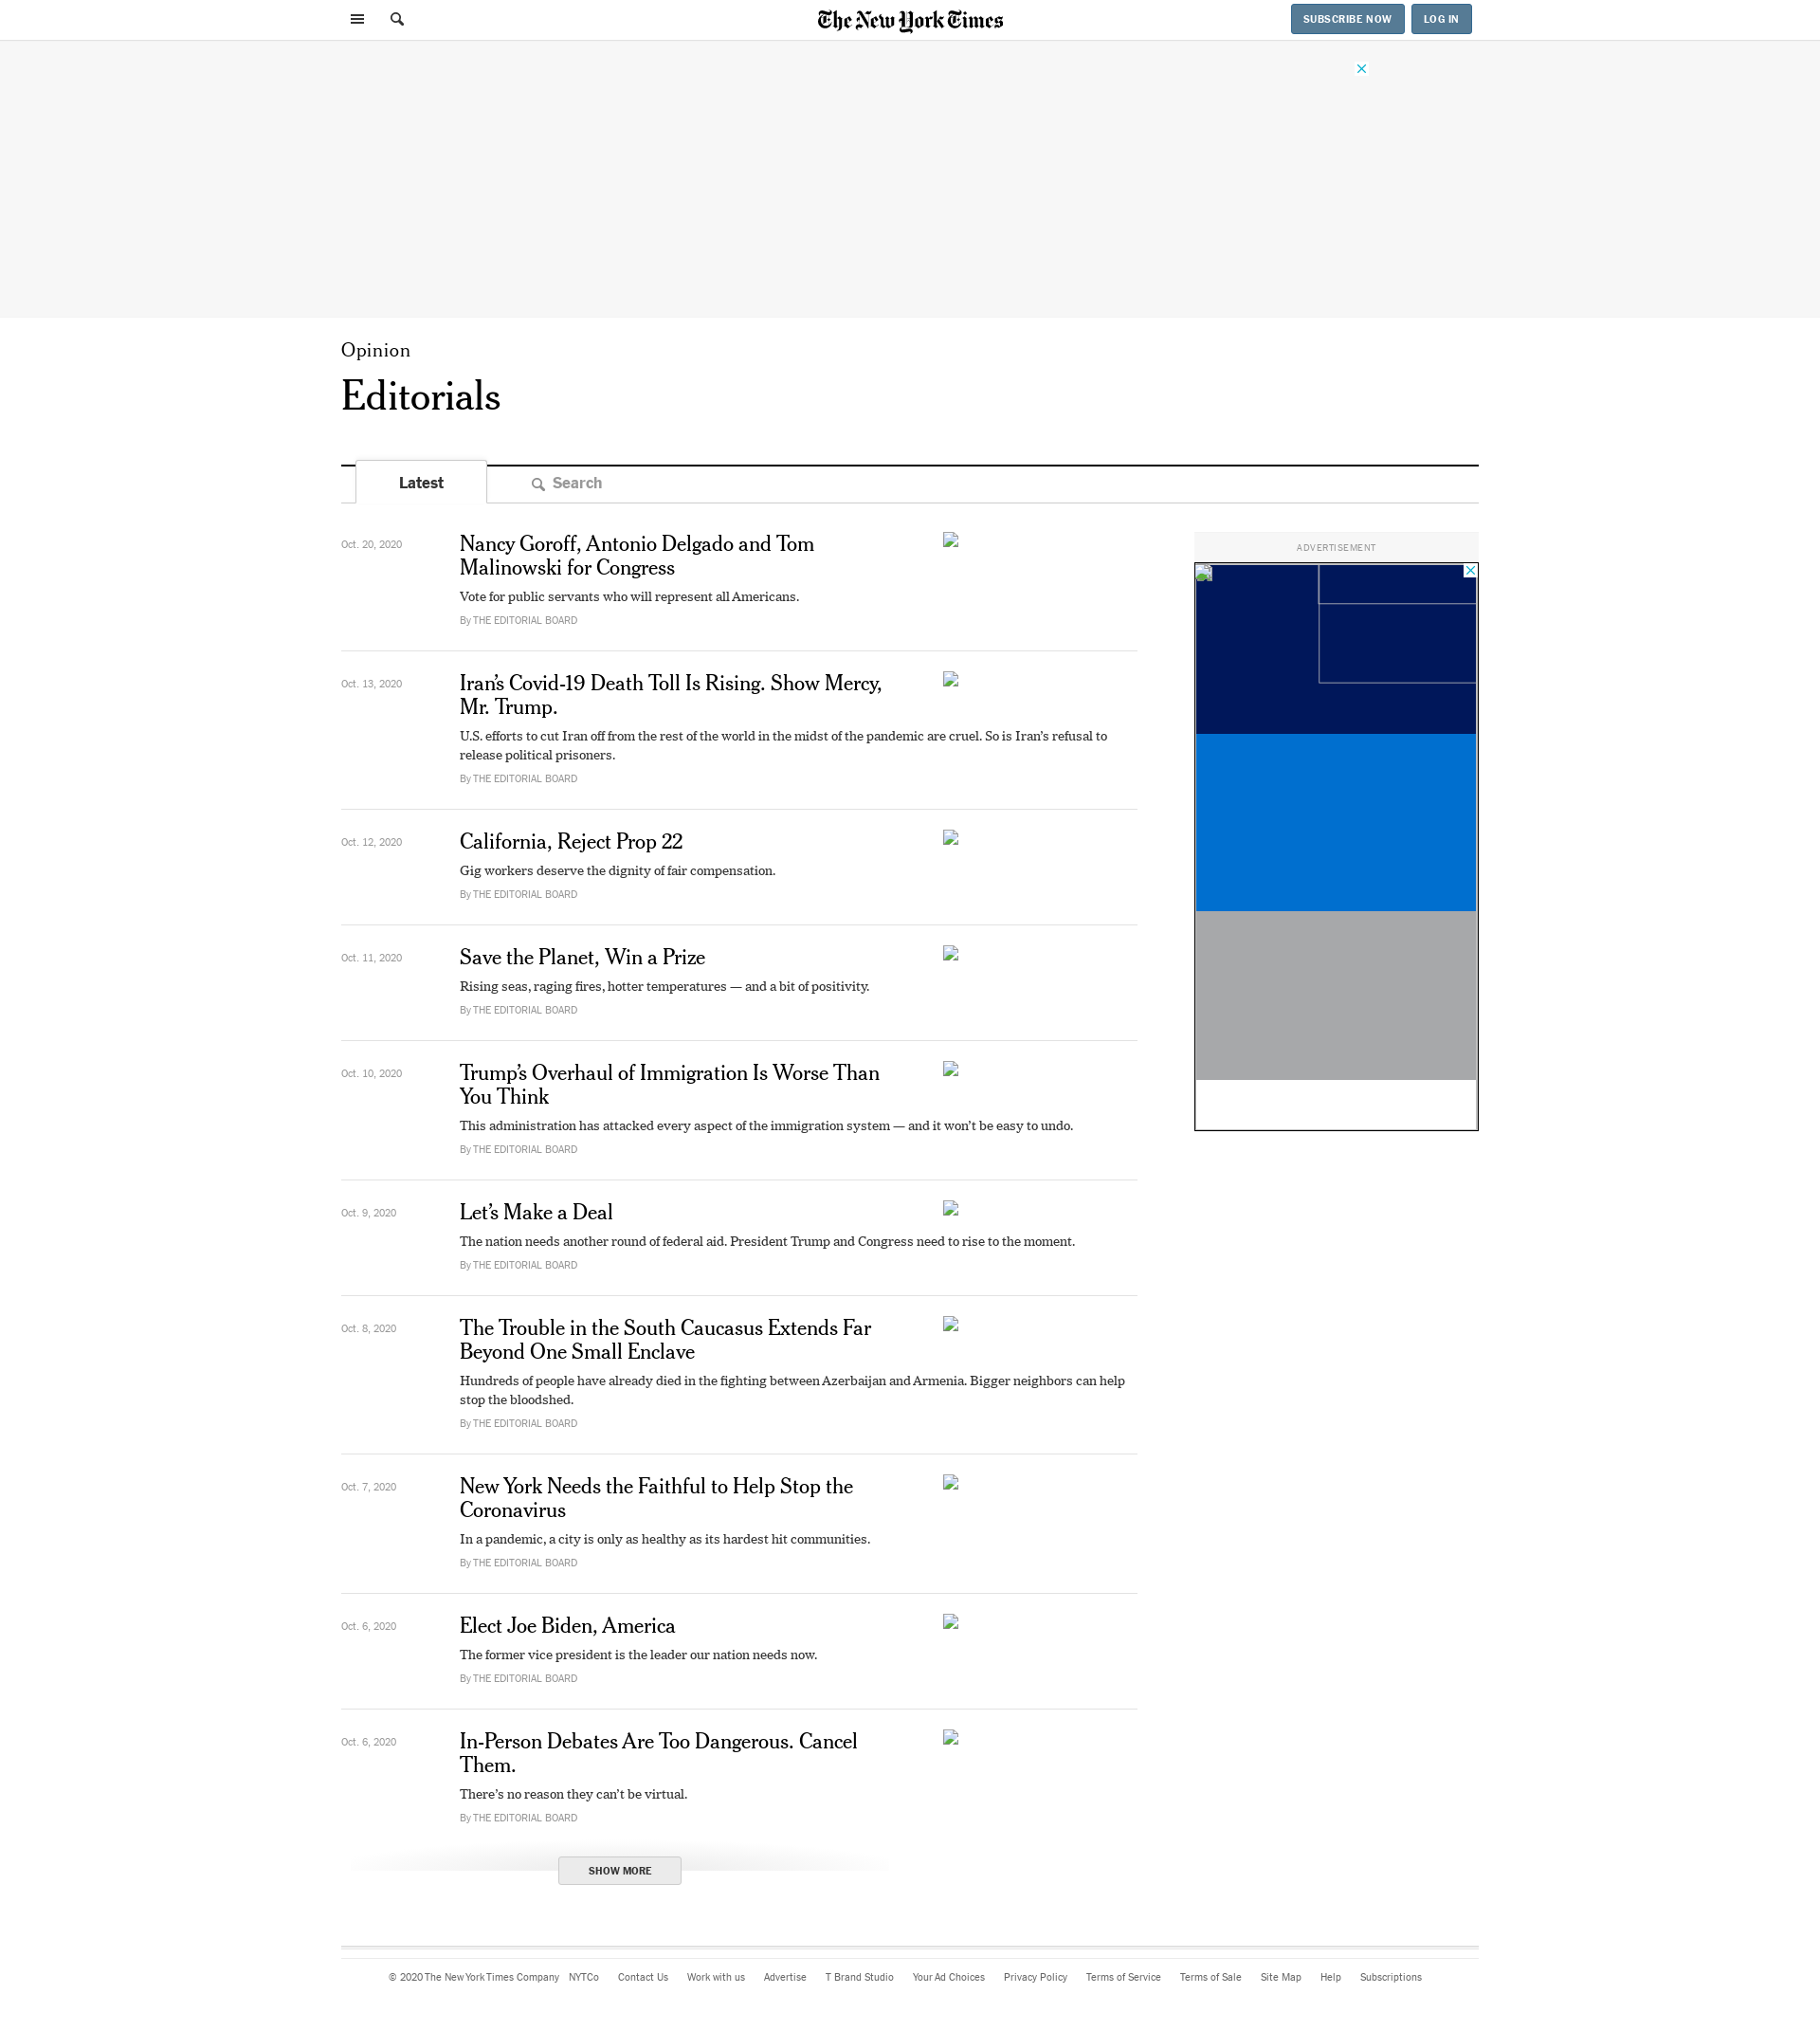 The New York Times
SUBSCRIBE NOW
LOG IN
Opinion
Editorials
Latest
Search
Oct. 20, 2020
Nancy Goroff, Antonio Delgado and Tom
Malinowski for Congress
Vote for public servants who will represent all Americans.
By THE EDITORIAL BOARD
ADVERTISEMENT
Oct. 13, 2020
Iran’s Covid-19 Death Toll Is Rising. Show Mercy,
Mr. Trump.
U.S. efforts to cut Iran off from the rest of the world in the midst of the pandemic are cruel. So is Iran’s refusal to
release political prisoners.
By THE EDITORIAL BOARD
Oct. 12, 2020
California, Reject Prop 22
Gig workers deserve the dignity of fair compensation.
By THE EDITORIAL BOARD
Oct. 11, 2020
Save the Planet, Win a Prize
Rising seas, raging fires, hotter temperatures — and a bit of positivity.
By THE EDITORIAL BOARD
Oct. 10, 2020
Trump’s Overhaul of Immigration Is Worse Than
You Think
This administration has attacked every aspect of the immigration system — and it won’t be easy to undo.
By THE EDITORIAL BOARD
Oct. 9, 2020
Let’s Make a Deal
The nation needs another round of federal aid. President Trump and Congress need to rise to the moment.
By THE EDITORIAL BOARD
Oct. 8, 2020
The Trouble in the South Caucasus Extends Far
Beyond One Small Enclave
Hundreds of people have already died in the fighting between Azerbaijan and Armenia. Bigger neighbors can help
stop the bloodshed.
By THE EDITORIAL BOARD
Oct. 7, 2020
New York Needs the Faithful to Help Stop the
Coronavirus
In a pandemic, a city is only as healthy as its hardest hit communities.
By THE EDITORIAL BOARD
Oct. 6, 2020
Elect Joe Biden, America
The former vice president is the leader our nation needs now.
By THE EDITORIAL BOARD
Oct. 6, 2020
In-Person Debates Are Too Dangerous. Cancel
Them.
There’s no reason they can’t be virtual.
By THE EDITORIAL BOARD
SHOW MORE
© 2020 The New York Times Company NYTCo Contact Us Work with us Advertise T Brand Studio Your Ad Choices Privacy Policy Terms of Service Terms of Sale Site Map Help Subscriptions